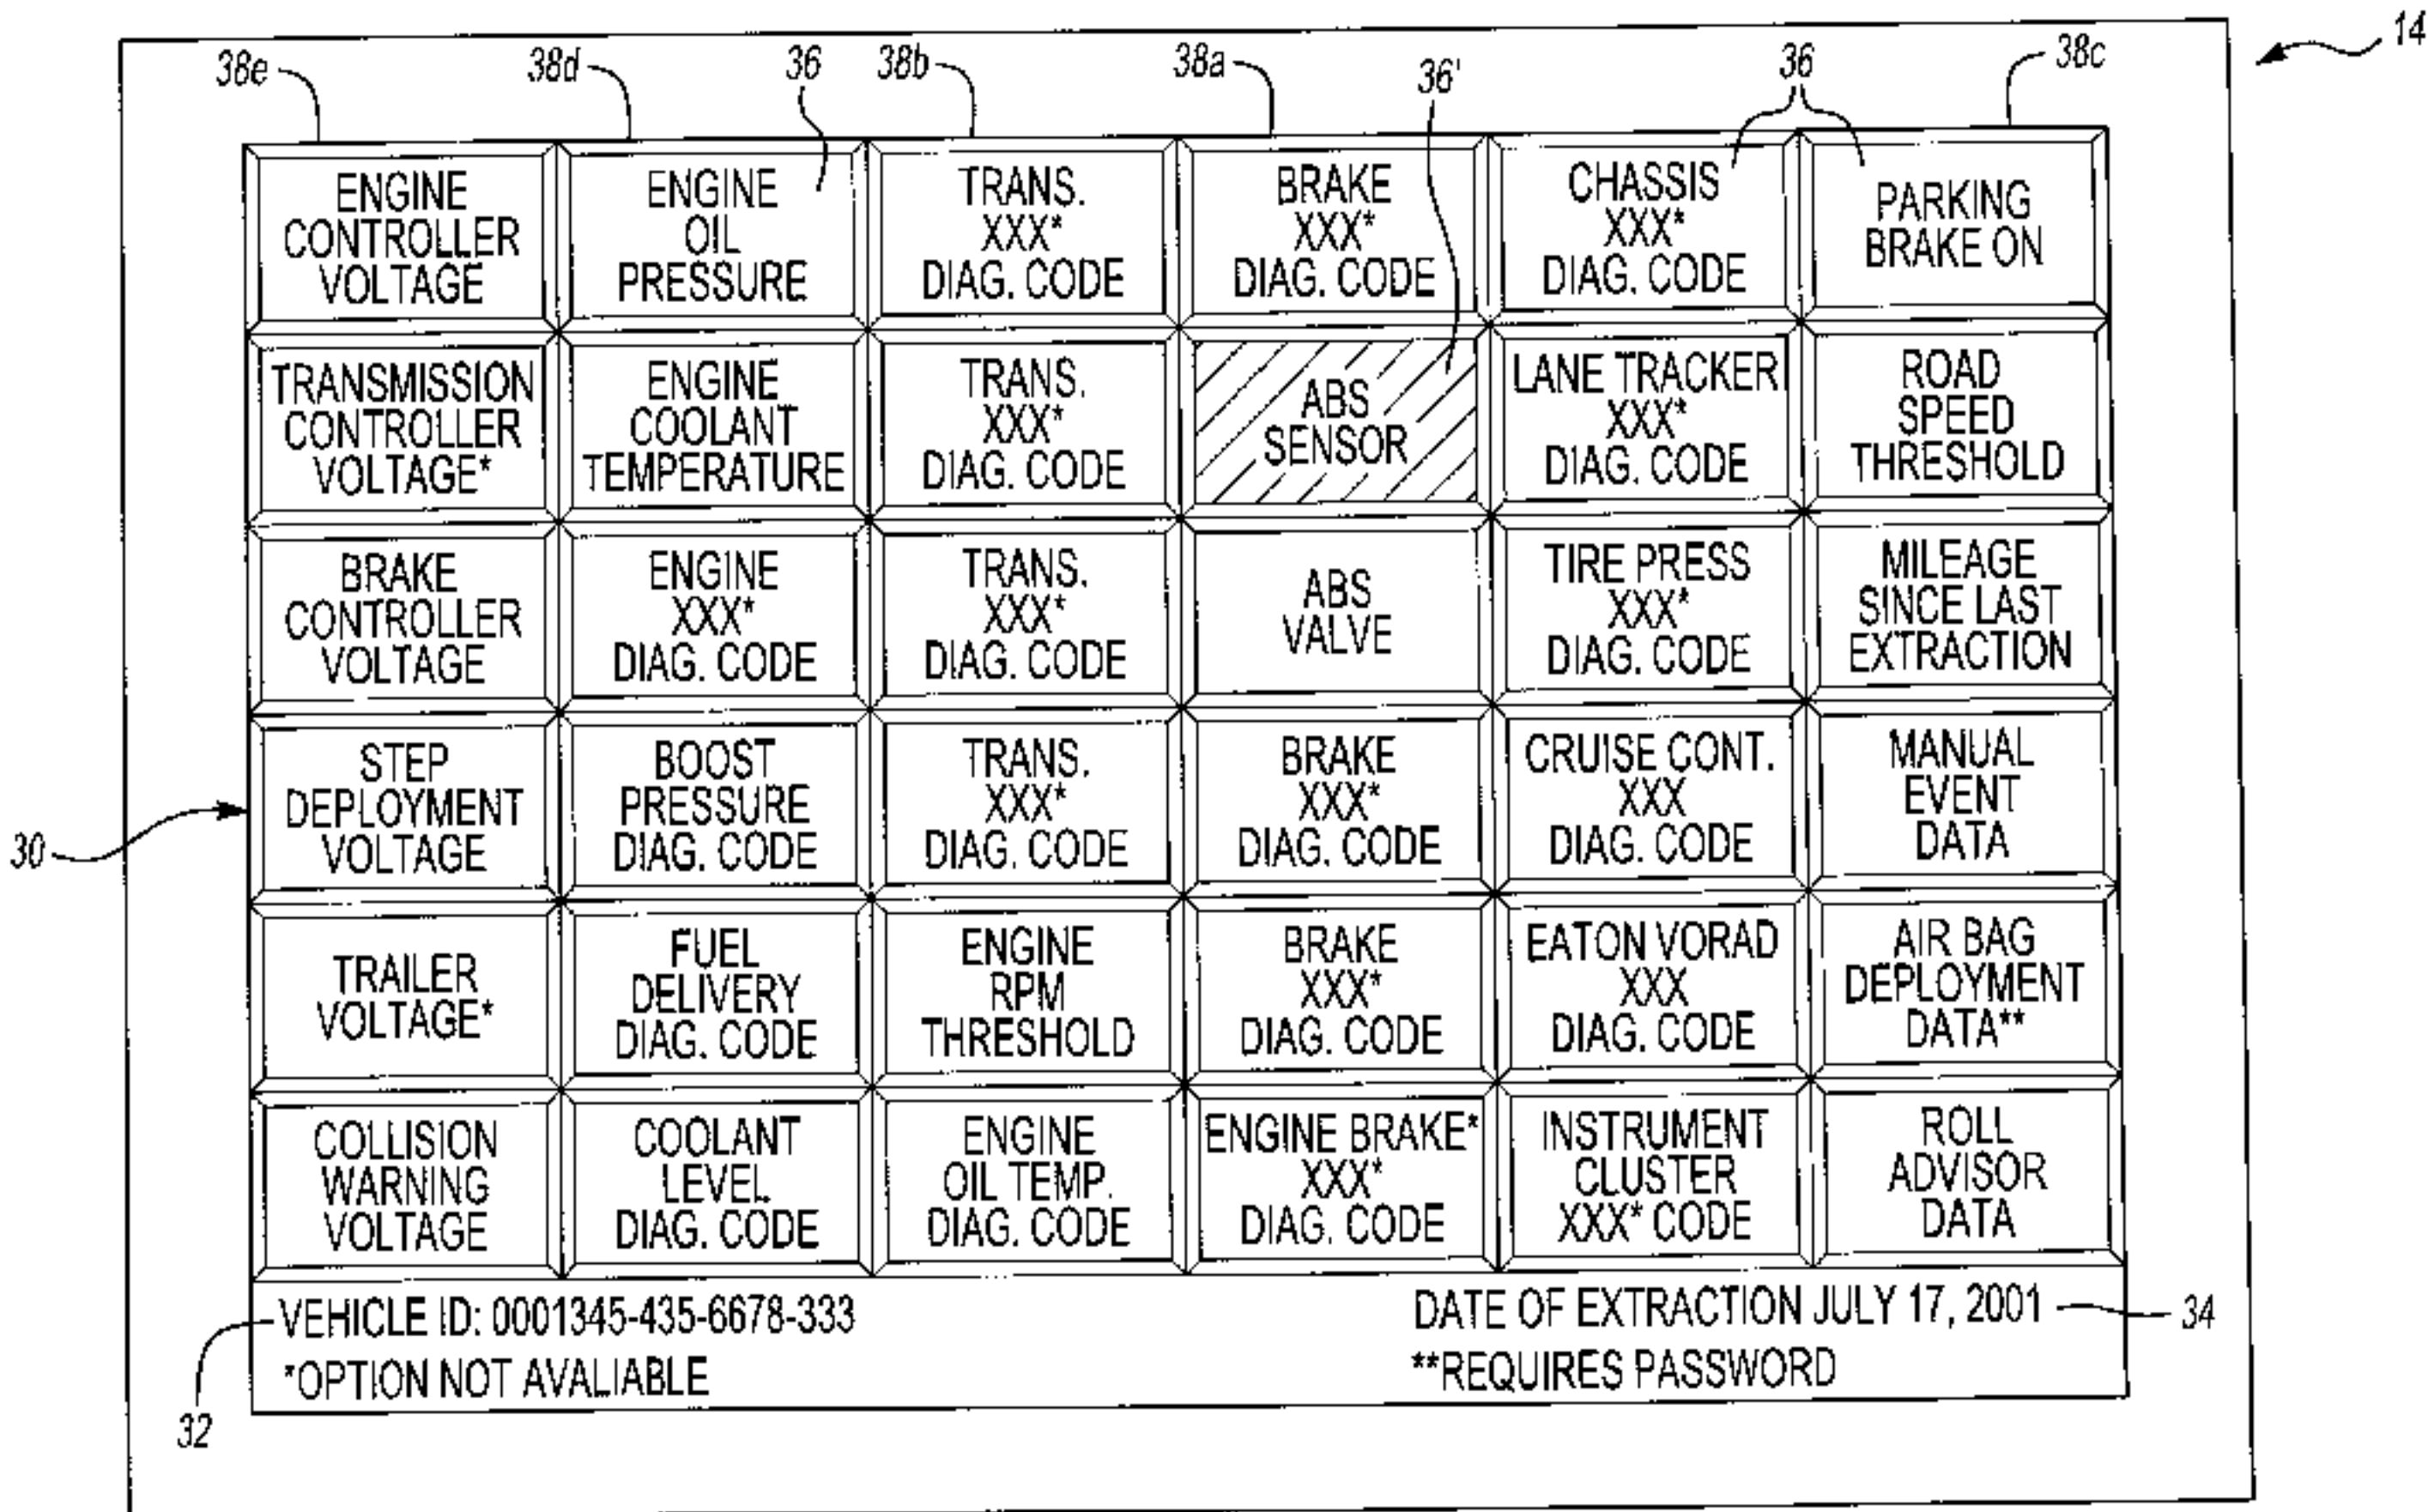 14
38e 38d 36 38b 38a 36' 36 38c
ENGINE
CONTROLLER
VOLTAGE
ENGINE
OIL
PRESSURE
TRANS.
XXX*
DIAG. CODE
BRAKE
XXX*
DIAG. CODE
CHASSIS
XXX*
DIAG. CODE
PARKING
BRAKE ON
TRANSMISSION
CONTROLLER
VOLTAGE*
ENGINE
COOLANT
TEMPERATURE
TRANS.
XXX*
DIAG. CODE
ABS
SENSOR
LANE TRACKER
XXX*
DIAG. CODE
ROAD
SPEED
THRESHOLD
BRAKE
CONTROLLER
VOLTAGE
ENGINE
XXX*
DIAG. CODE
TRANS.
XXX*
DIAG. CODE
ABS
VALVE
TIRE PRESS
XXX*
DIAG. CODE
MILEAGE
SINCE LAST
EXTRACTION
30
STEP
DEPLOYMENT
VOLTAGE
BOOST
PRESSURE
DIAG. CODE
TRANS.
XXX*
DIAG. CODE
BRAKE
XXX*
DIAG. CODE
CRUISE CONT.
XXX
DIAG. CODE
MANUAL
EVENT
DATA
TRAILER
VOLTAGE*
FUEL
DELIVERY
DIAG. CODE
ENGINE
RPM
THRESHOLD
BRAKE
XXX*
DIAG. CODE
EATON VORAD
XXX
DIAG. CODE
AIR BAG
DEPLOYMENT
DATA**
COLLISION
WARNING
VOLTAGE
COOLANT
LEVEL
DIAG. CODE
ENGINE
OIL TEMP.
DIAG. CODE
ENGINE BRAKE*
XXX*
DIAG. CODE
INSTRUMENT
CLUSTER
XXX* CODE
ROLL
ADVISOR
DATA
VEHICLE ID: 0001345-435-6678-333
DATE OF EXTRACTION JULY 17, 2001
34
*OPTION NOT AVALIABLE
**REQUIRES PASSWORD
32